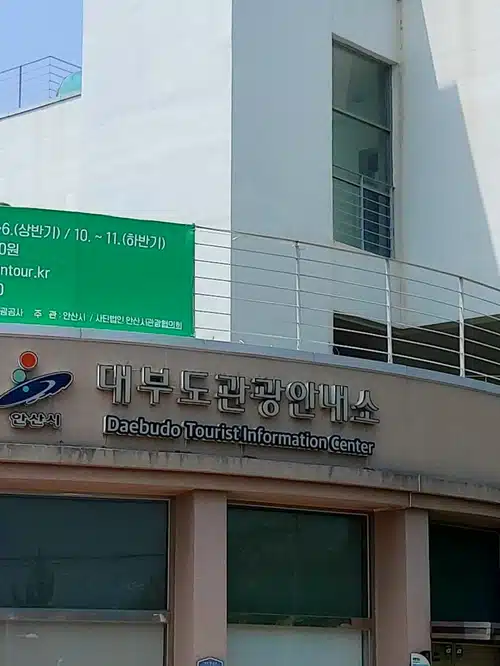 ~6.(상반기) / 10. ~ 11.(하반기)
0원
ntour.kr
0
공사 주 관 : 안산시 / 사단법인 안산시관광협의회
안산시
대부도관광안내소
Daebudo Tourist Information Center